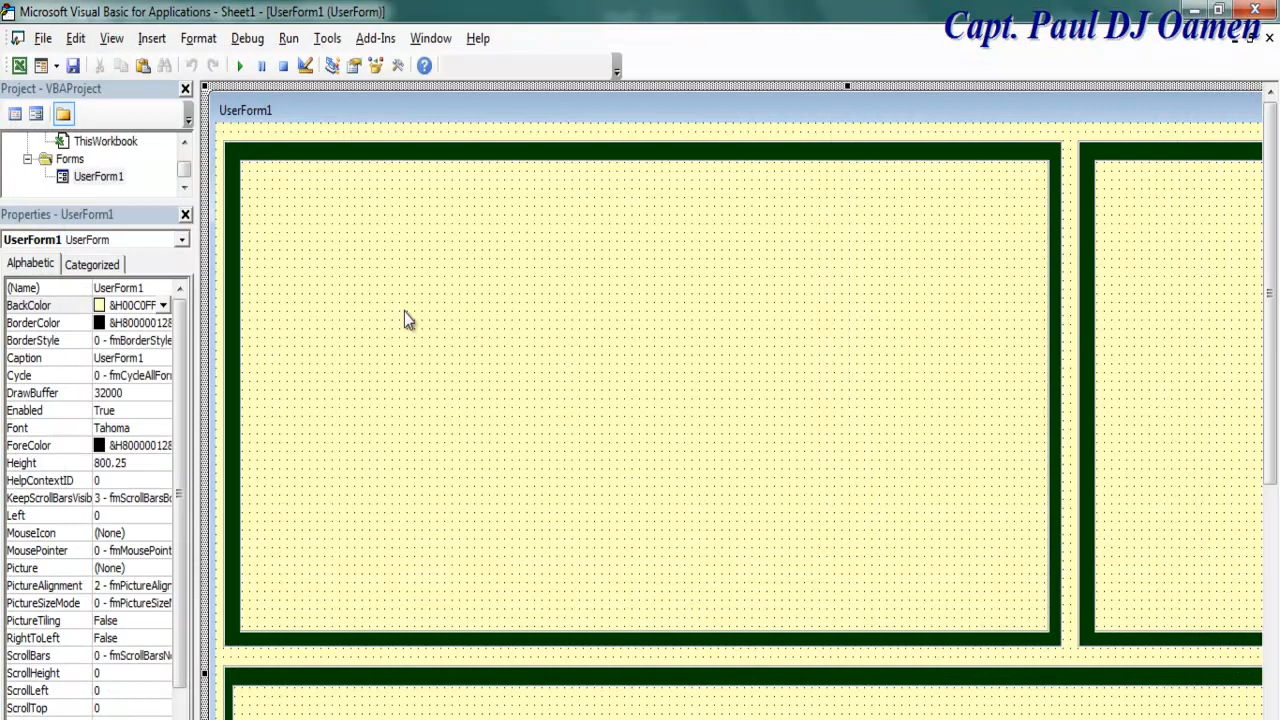 Microsoft Visual Basic for Applications - Sheet1 - [UserForm1 (UserForm)]
Capt. Paul DJ Oamen
File Edit View Insert Format Debug Run Tools Add-Ins Window Help
Project - VBAProject
UserForm1
ThisWorkbook
Forms
UserForm1
Properties - UserForm1
UserForm1 UserForm
Alphabetic Categorized
(Name) UserForm1
BackColor &H00C0FF
BorderColor &H80000012&
BorderStyle 0 - fmBorderStyle
Caption UserForm1
Cycle 0 - fmCycleAllFor
DrawBuffer 32000
Enabled True
Font Tahoma
ForeColor &H80000012&
Height 800.25
HelpContextID 0
KeepScrollBarsVisib 3 - fmScrollBarsBo
Left 0
MouseIcon (None)
MousePointer 0 - fmMousePoint
Picture (None)
PictureAlignment 2 - fmPictureAlign
PictureSizeMode 0 - fmPictureSizeM
PictureTiling False
RightToLeft False
ScrollBars 0 - fmScrollBarsNo
ScrollHeight 0
ScrollLeft 0
ScrollTop 0